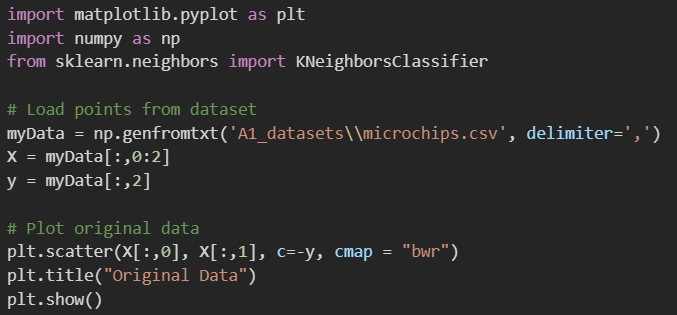 import matplotlib.pyplot as plt
import numpy as np
from sklearn.neighbors import KNeighborsClassifier
# Load points from dataset
myData = np.genfromtxt('A1_datasets\\microchips.csv', delimiter=',')
X = myData[:,0:2]
y = myData[:,2]
# Plot original data
plt.scatter(X[:,0], X[:,1], c=-y, cmap = "bwr")
plt.title("Original Data")
plt.show()